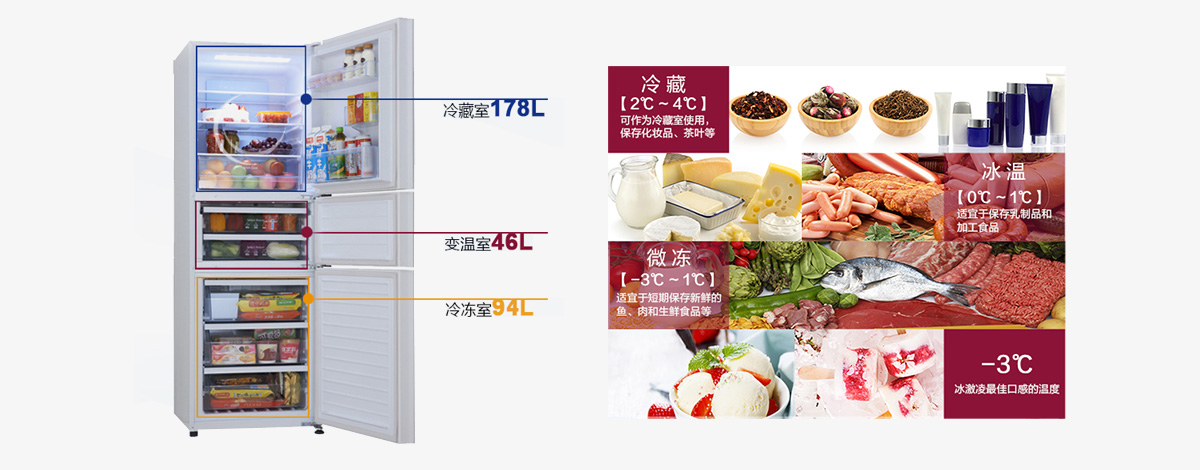 冷藏室178L
变温室46L
冷冻室94L
冷藏
【2℃～4℃】
可作为冷藏室使用，
保存化妆品、茶叶等
冰温
【0℃～1℃】
适宜于保存乳制品和
加工食品
微冻
【-3℃～1℃】
适宜于短期保存新鲜的
鱼、肉和生鲜食品等
-3℃
冰激凌最佳口感的温度